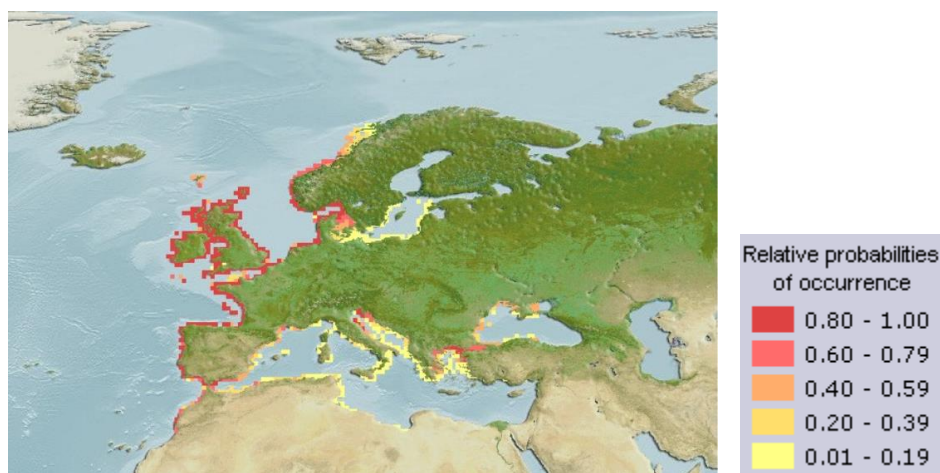 Relative probabilities
of occurrence
0.80 - 1.00
0.60 - 0.79
0.40 - 0.59
0.20 - 0.39
0.01 - 0.19